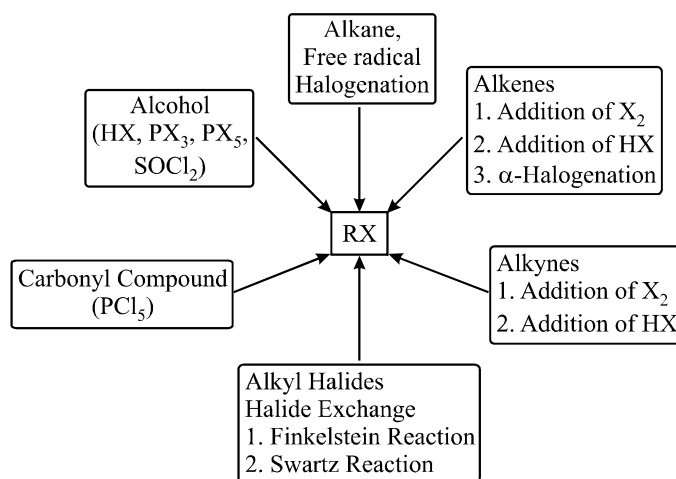 Alkane,
Free radical
Halogenation
Alcohol
(HX, PX₃, PX₅,
SOCl₂)
Alkenes
1. Addition of X₂
2. Addition of HX
3. α-Halogenation
RX
Carbonyl Compound
(PCl₅)
Alkynes
1. Addition of X₂
2. Addition of HX
Alkyl Halides
Halide Exchange
1. Finkelstein Reaction
2. Swartz Reaction